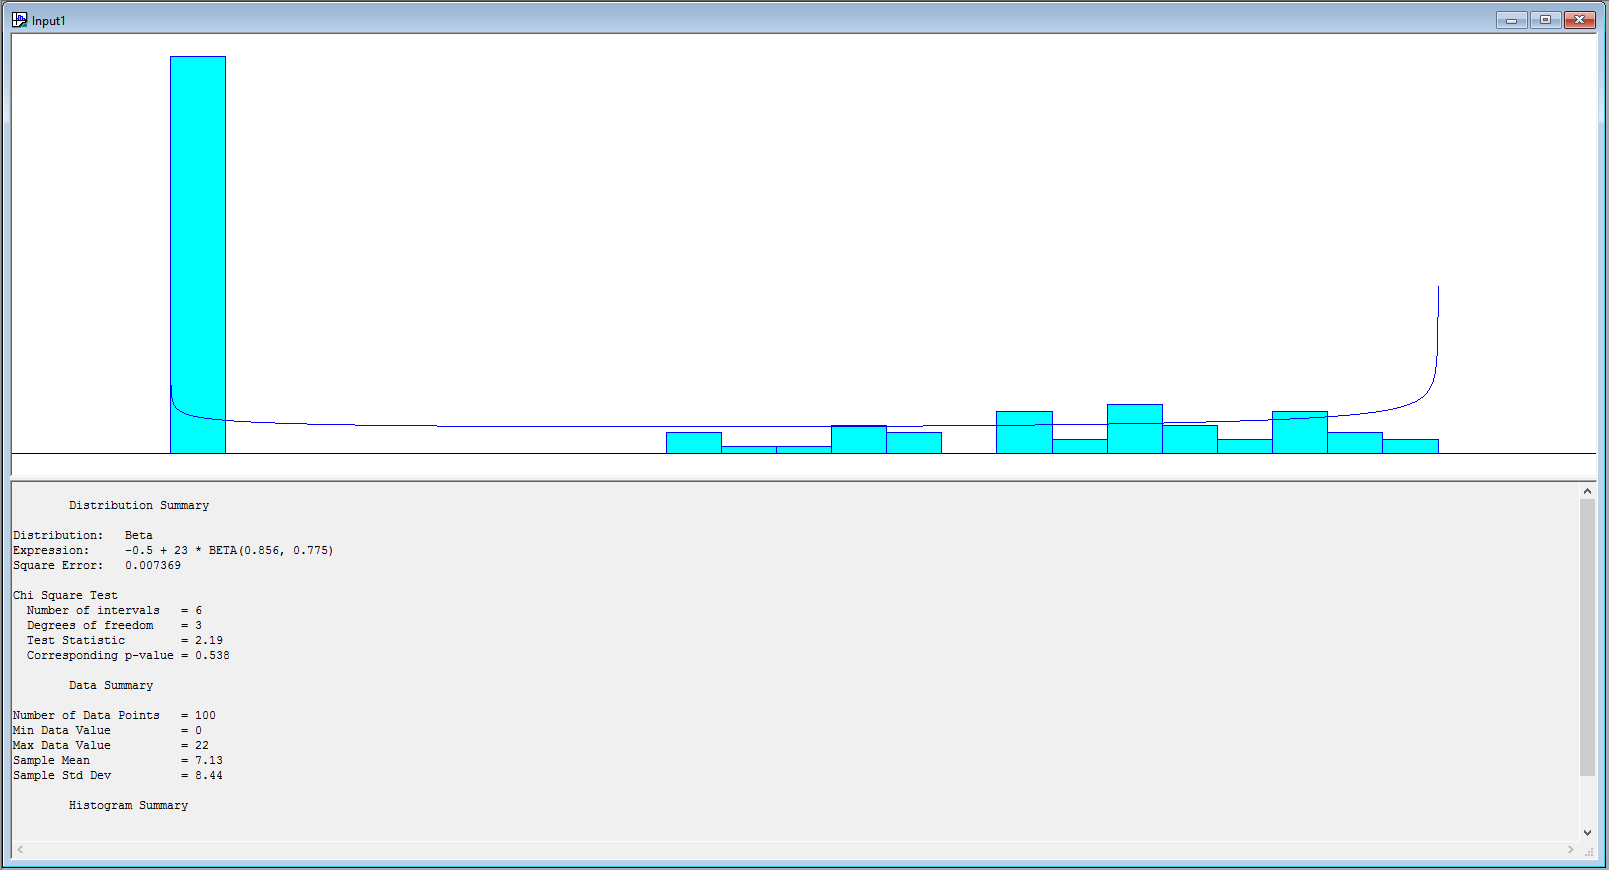 Input1
Distribution Summary
Distribution: Beta
Expression: -0.5 + 23 * BETA(0.856, 0.775)
Square Error: 0.007369
Chi Square Test
Number of intervals = 6
Degrees of freedom = 3
Test Statistic = 2.19
Corresponding p-value = 0.538
Data Summary
Number of Data Points = 100
Min Data Value = 0
Max Data Value = 22
Sample Mean = 7.13
Sample Std Dev = 8.44
Histogram Summary